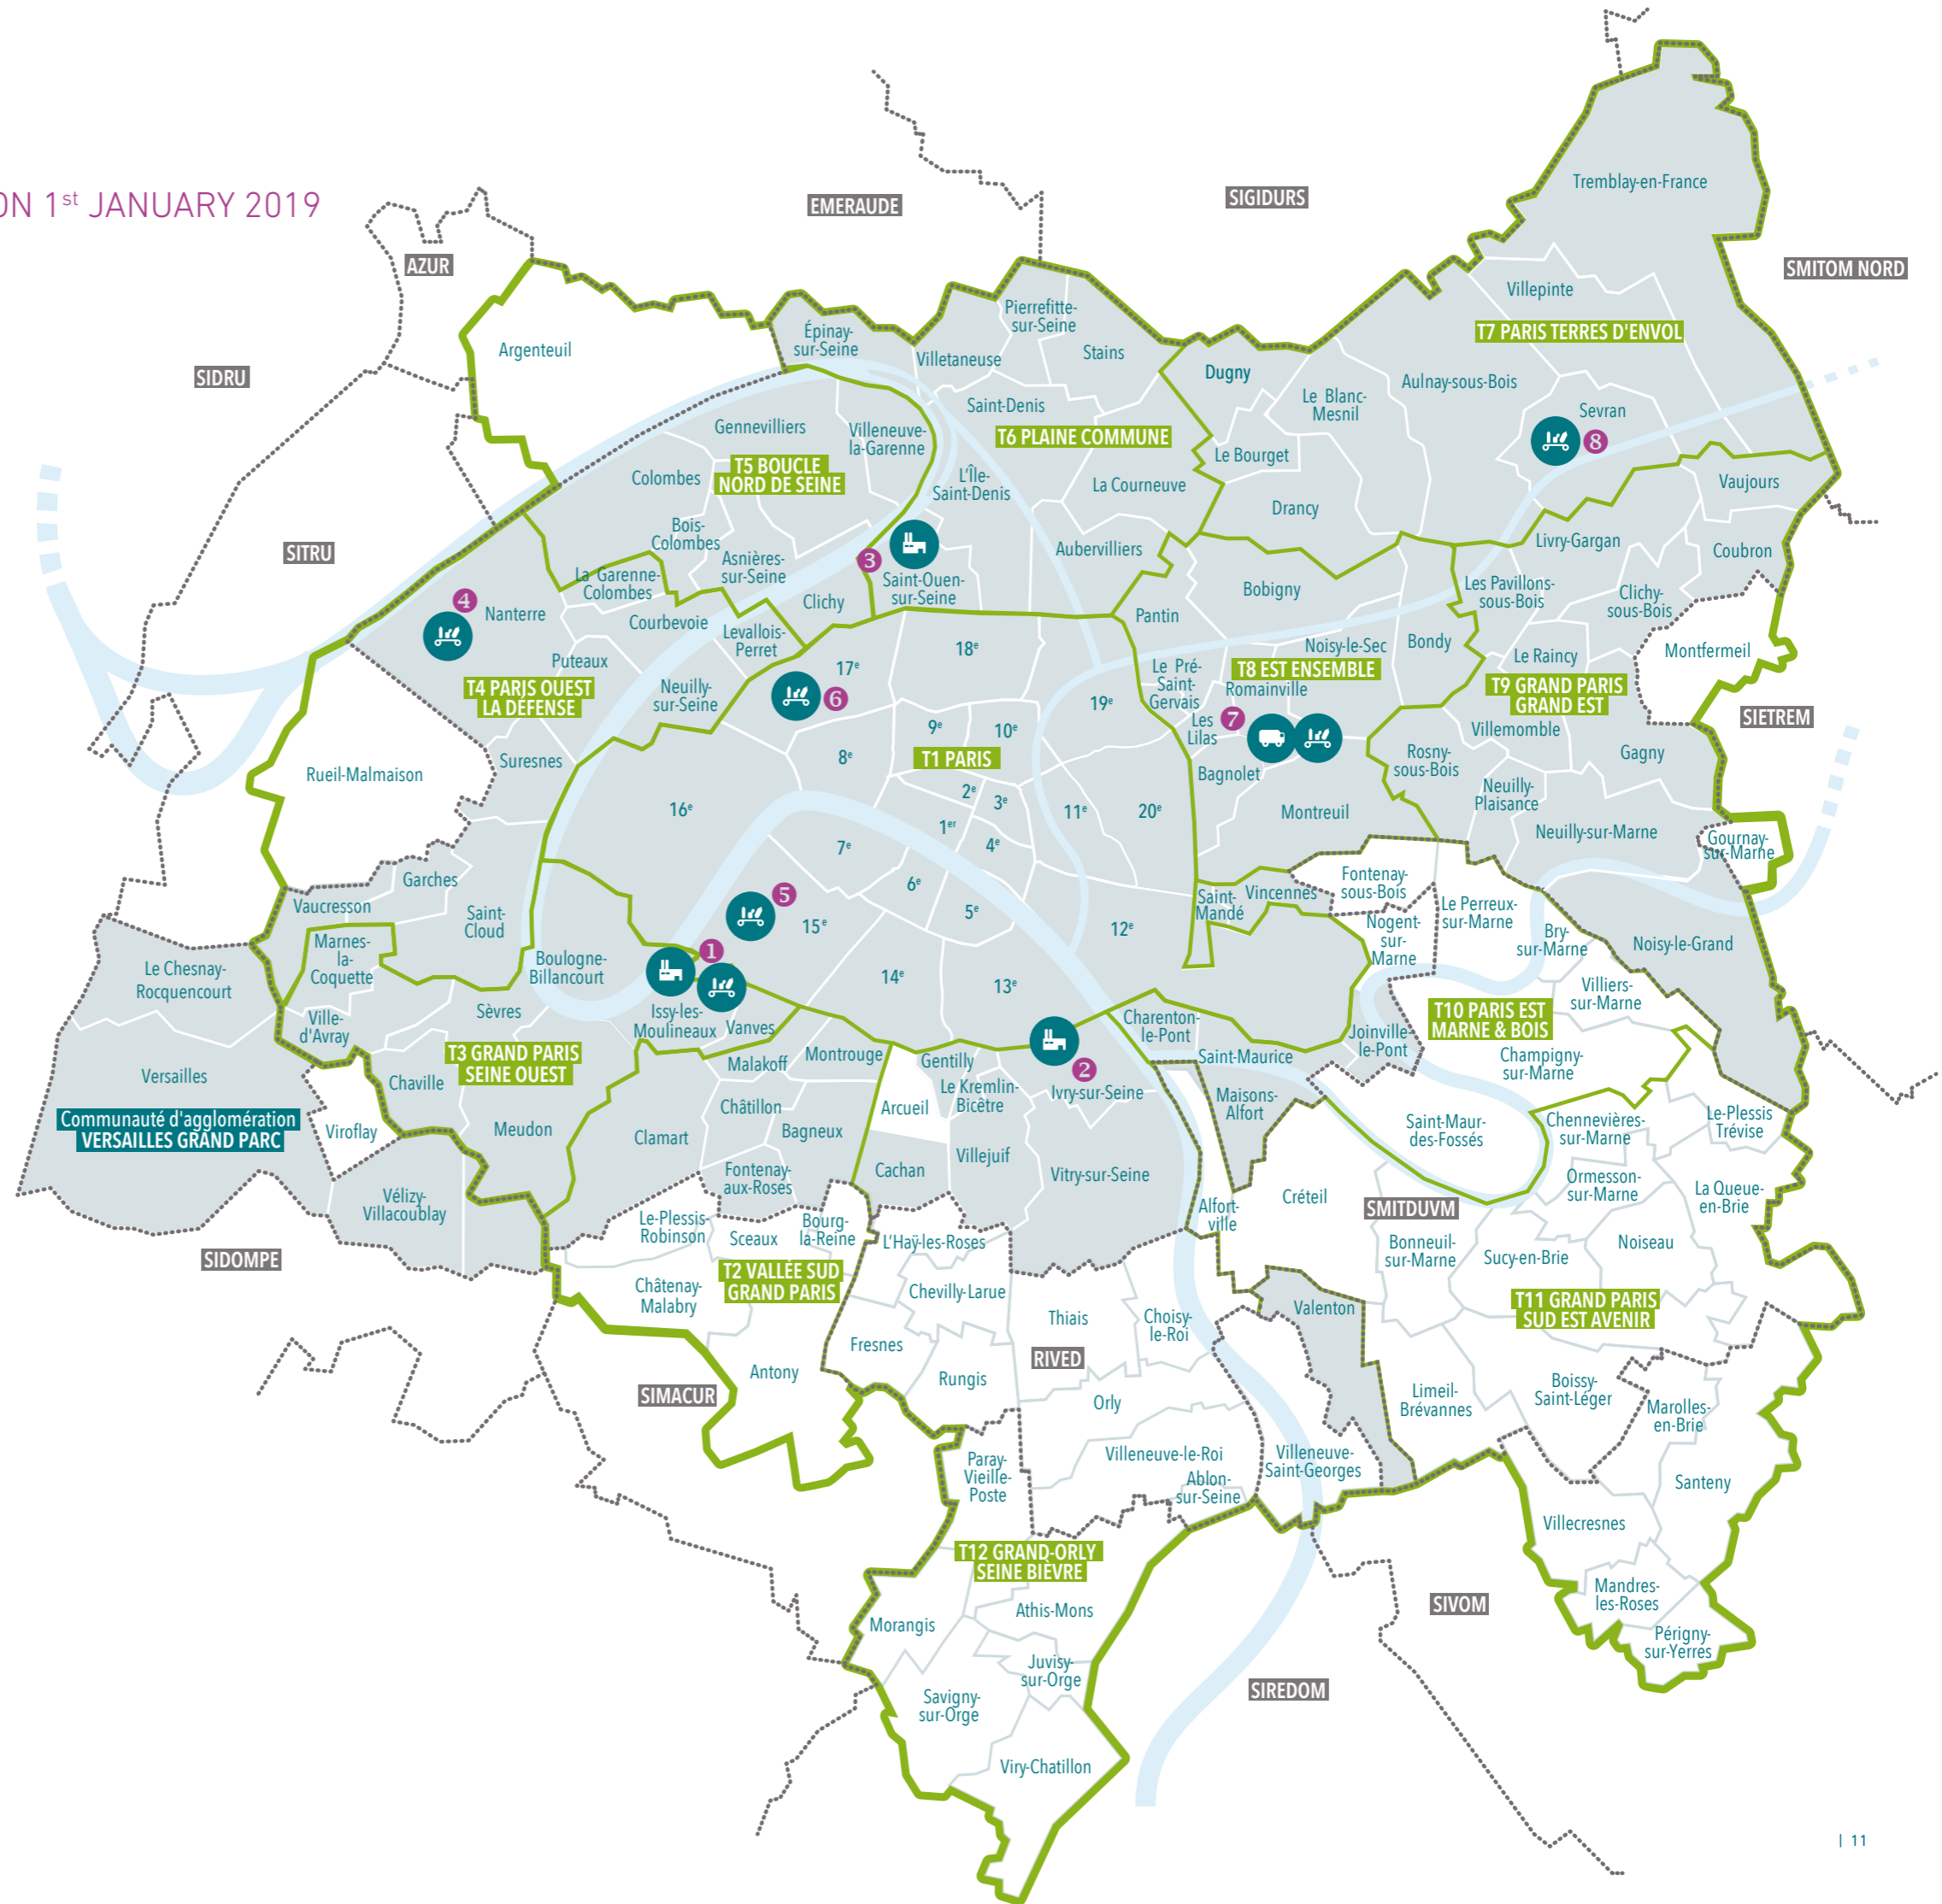 ON 1st JANUARY 2019
EMERAUDE
SIGIDURS
AZUR
SMITOM NORD
SIDRU
SITRU
SIETREM
SIDOMPE
SIMACUR
RIVED
SMITDUVM
SIVOM
SIREDOM
Tremblay-en-France
Villepinte
T7 PARIS TERRES D'ENVOL
Aulnay-sous-Bois
Sevran
8
Le Blanc-
Mesnil
Dugny
Le Bourget
Drancy
Argenteuil
Épinay-
sur-Seine
Pierrefitte-
sur-Seine
Villetaneuse
Stains
Saint-Denis
T6 PLAINE COMMUNE
L'Île-
Saint-Denis
La Courneuve
Aubervilliers
3
Saint-Ouen-
sur-Seine
Gennevilliers
Villeneuve-
la-Garenne
T5 BOUCLE
NORD DE SEINE
Colombes
Bois-
Colombes
Asnières-
sur-Seine
Clichy
La Garenne-
Colombes
Courbevoie
Levallois-
Perret
4
Nanterre
Puteaux
T4 PARIS OUEST
LA DÉFENSE
Neuilly-
sur-Seine
Suresnes
Rueil-Malmaison
Garches
Vaucresson
Saint-
Cloud
17e
18e
6
19e
9e
10e
T1 PARIS
8e
2e
3e
16e
1er
11e
20e
7e
4e
6e
5e
5
15e
12e
14e
13e
Vaujours
Livry-Gargan
Coubron
Les Pavillons-
sous-Bois
Clichy-
sous-Bois
Montfermeil
Le Raincy
T9 GRAND PARIS
GRAND EST
Villemomble
Gagny
Rosny-
sous-Bois
Neuilly-
Plaisance
Neuilly-sur-Marne
Gournay-
sur-Marne
Noisy-le-Grand
Bobigny
Pantin
Bondy
Noisy-le-Sec
Le Pré-
Saint-
Gervais
T8 EST ENSEMBLE
Romainville
Les
Lilas
7
Bagnolet
Montreuil
Fontenay-
sous-Bois
Saint-
Mandé
Vincennes
Le Perreux-
sur-Marne
Nogent-
sur-
Marne
Bry-
sur-Marne
Villiers-
sur-Marne
T10 PARIS EST
MARNE & BOIS
Charenton-
le-Pont
Saint-Maurice
Joinville-
le-Pont
Champigny-
sur-Marne
Maisons-
Alfort
Saint-Maur-
des-Fossés
Marnes-
la-
Coquette
Le Chesnay-
Rocquencourt
Ville-
d'Avray
Sèvres
Boulogne-
Billancourt
1
Issy-les-
Moulineaux
Vanves
T3 GRAND PARIS
SEINE OUEST
Chaville
Meudon
Versailles
Communauté d'agglomération
VERSAILLES GRAND PARC
Viroflay
Vélizy-
Villacoublay
Malakoff
Montrouge
Châtillon
Clamart
Bagneux
Fontenay-
aux-Roses
Le-Plessis-
Robinson
Sceaux
Bourg-
la-Reine
T2 VALLÉE SUD
GRAND PARIS
Châtenay-
Malabry
Antony
Gentilly
Le Kremlin-
Bicêtre
2
Ivry-sur-Seine
Arcueil
Cachan
Villejuif
Vitry-sur-Seine
L'Haÿ-les-Roses
Chevilly-Larue
Thiais
Choisy-
le-Roi
Fresnes
Rungis
Orly
Villeneuve-le-Roi
Ablon-
sur-Seine
Villeneuve-
Saint-Georges
Valenton
Paray-
Vieille-
Poste
T12 GRAND-ORLY
SEINE BIÈVRE
Athis-Mons
Morangis
Juvisy-
sur-Orge
Savigny-
sur-Orge
Viry-Chatillon
Alfort-
ville
Créteil
Chennevières-
sur-Marne
Le-Plessis
Trévise
Ormesson-
sur-Marne
La Queue-
en-Brie
Bonneuil-
sur-Marne
Sucy-en-Brie
Noiseau
T11 GRAND PARIS
SUD EST AVENIR
Limeil-
Brévannes
Boissy-
Saint-Léger
Marolles-
en-Brie
Santeny
Villecresnes
Mandres-
les-Roses
Périgny-
sur-Yerres
| 11